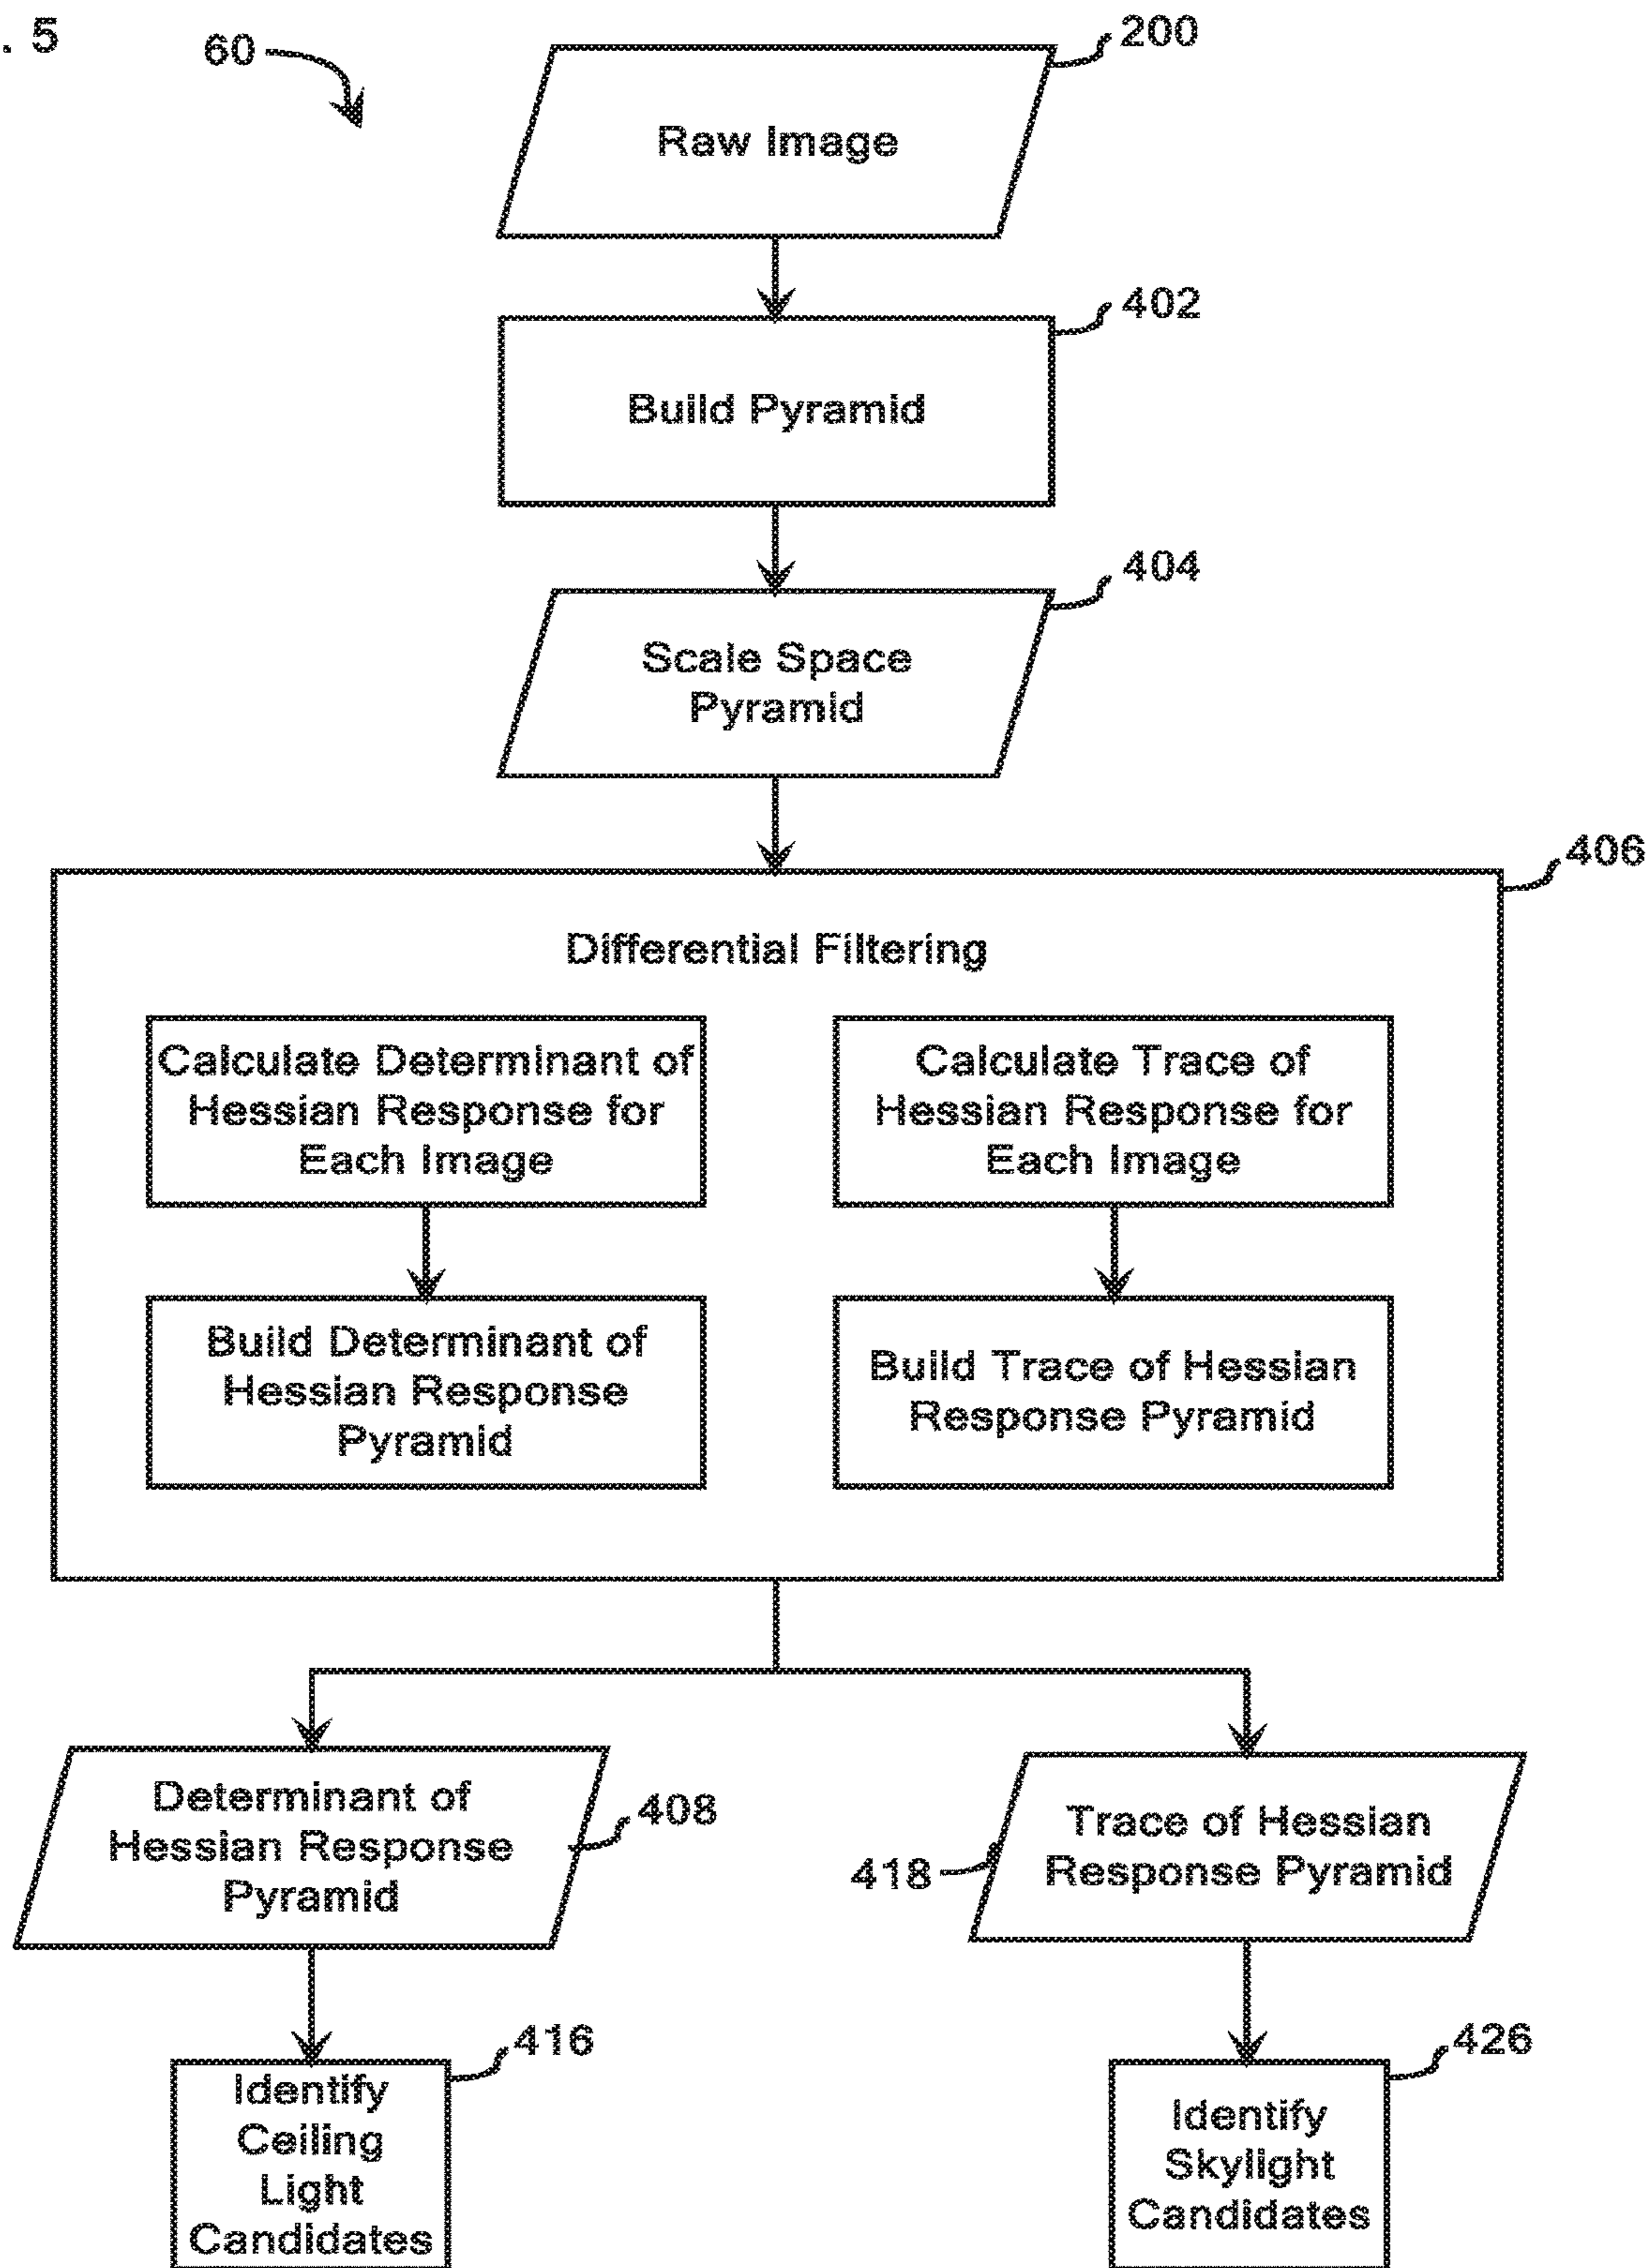 . 5
60
200
Raw Image
402
Build Pyramid
404
Scale Space
Pyramid
406
Differential Filtering
Calculate Determinant of
Hessian Response for
Each Image
Calculate Trace of
Hessian Response for
Each Image
Build Determinant of
Hessian Response
Pyramid
Build Trace of Hessian
Response Pyramid
Determinant of
Hessian Response
Pyramid
408
418
Trace of Hessian
Response Pyramid
416
Identify
Ceiling
Light
Candidates
426
Identify
Skylight
Candidates